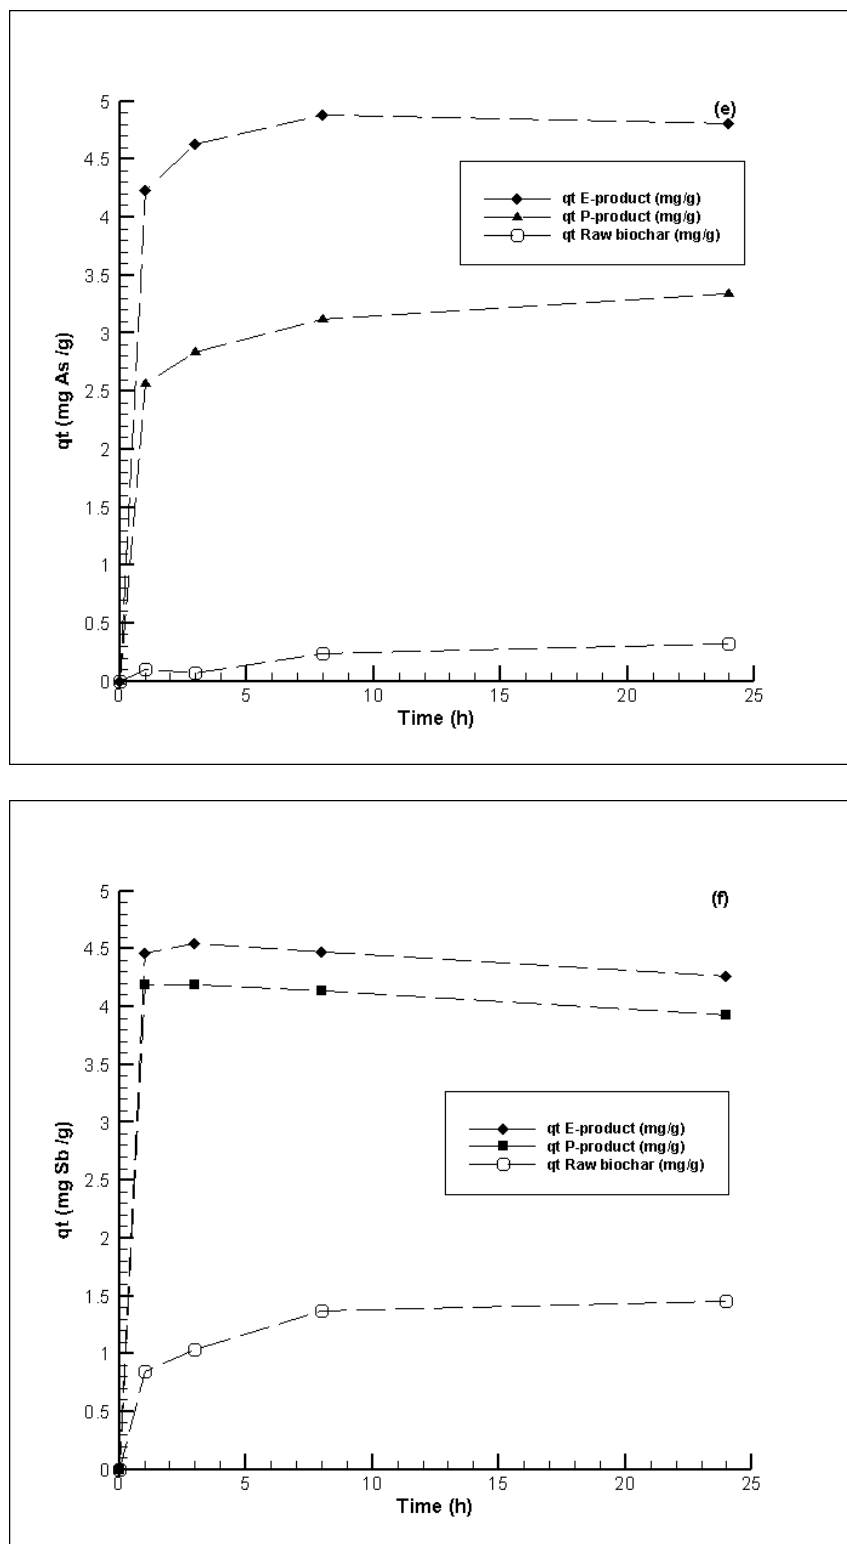 (e)
5
4.5
4
3.5
3
2.5
2
1.5
1
0.5
0
qt (mg As /g)
qt E-product (mg/g)
qt P-product (mg/g)
qt Raw biochar (mg/g)
0 5 10 15 20 25
Time (h)
(f)
5
4.5
4
3.5
3
2.5
2
1.5
1
0.5
0
qt (mg Sb /g)
qt E-product (mg/g)
qt P-product (mg/g)
qt Raw biochar (mg/g)
0 5 10 15 20 25
Time (h)